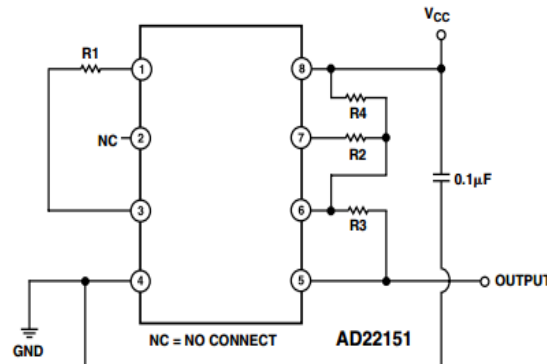 VCC
R1
1
8
R4
NC
2
7
R2
0.1µF
3
6
R3
4
5
OUTPUT
GND
NC = NO CONNECT
AD22151